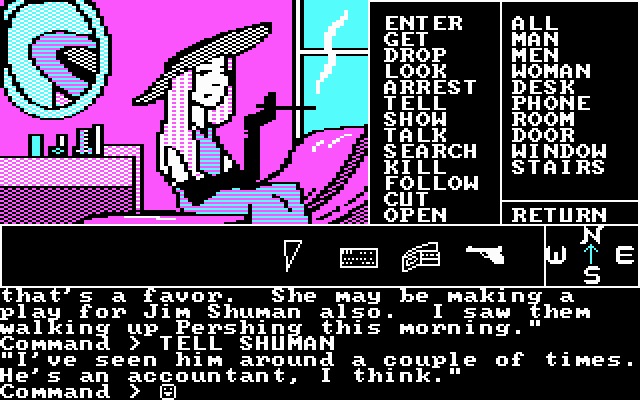 ENTER
GET
DROP
LOOK
ARREST
TELL
SHOW
TALK
SEARCH
KILL
FOLLOW
CUT
OPEN
ALL
MAN
MEN
WOMAN
DESK
PHONE
ROOM
DOOR
WINDOW
STAIRS
RETURN
N
W E
S
that's a favor.  She may be making a
play for Jim Shuman also.  I saw them
walking up Pershing this morning."
Command > TELL SHUMAN
"I've seen him around a couple of times.
He's an accountant, I think."
Command >